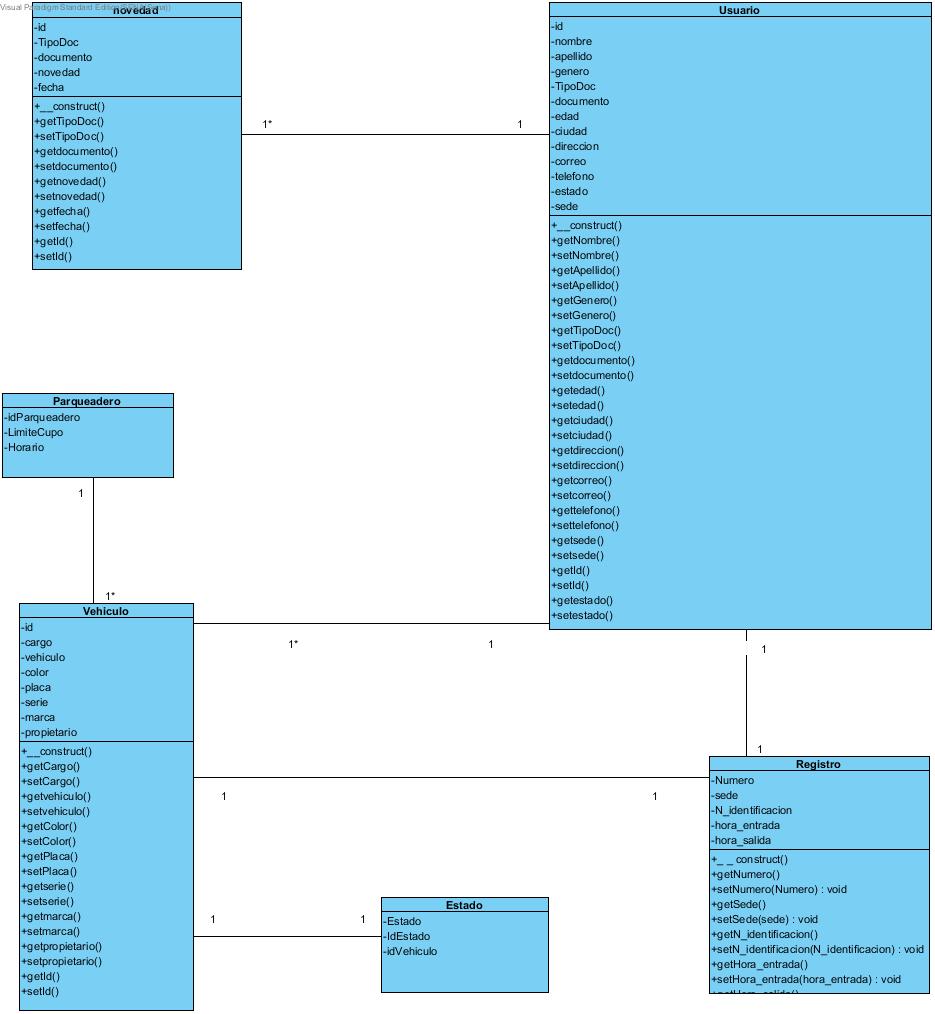 Visual Paradigm Standard Edition
novedad
-id
-TipoDoc
-documento
-novedad
-fecha
+__construct()
+getTipoDoc()
+setTipoDoc()
+getdocumento()
+setdocumento()
+getnovedad()
+setnovedad()
+getfecha()
+setfecha()
+getId()
+setId()
1*
1
Usuario
-id
-nombre
-apellido
-genero
-TipoDoc
-documento
-edad
-ciudad
-direccion
-correo
-telefono
-estado
-sede
+__construct()
+getNombre()
+setNombre()
+getApellido()
+setApellido()
+getGenero()
+setGenero()
+getTipoDoc()
+setTipoDoc()
+getdocumento()
+setdocumento()
+getedad()
+setedad()
+getciudad()
+setciudad()
+getdireccion()
+setdireccion()
+getcorreo()
+setcorreo()
+gettelefono()
+settelefono()
+getsede()
+setsede()
+getId()
+setId()
+getestado()
+setestado()
Parqueadero
-idParqueadero
-LimiteCupo
-Horario
1
1*
Vehiculo
-id
-cargo
-vehiculo
-color
-placa
-serie
-marca
-propietario
+__construct()
+getCargo()
+setCargo()
+getvehiculo()
+setvehiculo()
+getColor()
+setColor()
+getPlaca()
+setPlaca()
+getserie()
+setserie()
+getmarca()
+setmarca()
+getpropietario()
+setpropietario()
+getId()
+setId()
1*
1
1
1
1
1
1
1
Estado
-Estado
-IdEstado
-idVehiculo
Registro
-Numero
-sede
-N_identificacion
-hora_entrada
-hora_salida
+_ _ construct()
+getNumero()
+setNumero(Numero) : void
+getSede()
+setSede(sede) : void
+getN_identificacion()
+setN_identificacion(N_identificacion) : void
+getHora_entrada()
+setHora_entrada(hora_entrada) : void